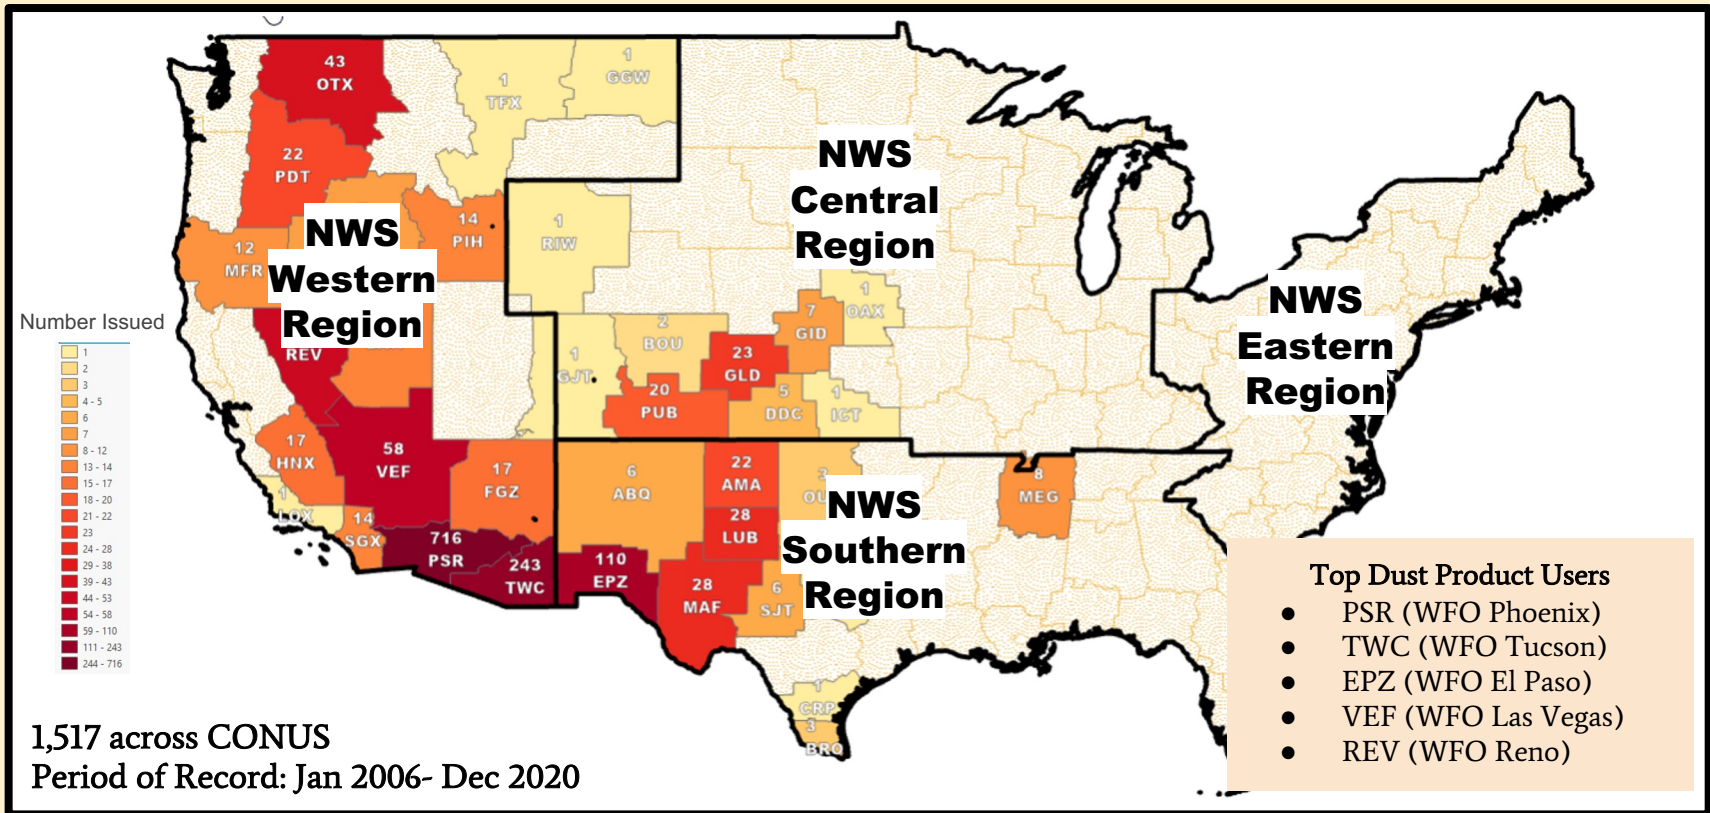 43
OTX
1
TFX
1
GGW
22
PDT
14
PIH
12
MFR
NWS
Western
Region
1
RIW
NWS
Central
Region
NWS
Eastern
Region
REV
17
HNX
58
VEF
17
FGZ
1
LOX
14
SGX
716
PSR
243
TWC
1
GJT
2
BOU
20
PUB
23
GLD
7
GID
1
OAX
5
DDC
1
ICT
6
ABQ
22
AMA
3
28
LUB
110
EPZ
28
MAF
6
SJT
NWS
Southern
Region
8
MEG
1
CRP
3
BRO
Number Issued
1
2
3
4 - 5
6
7
8 - 12
13 - 14
15 - 17
18 - 20
21 - 22
23
24 - 28
29 - 38
39 - 43
44 - 53
54 - 58
59 - 110
111 - 243
244 - 716
1,517 across CONUS
Period of Record: Jan 2006- Dec 2020
Top Dust Product Users
● PSR (WFO Phoenix)
● TWC (WFO Tucson)
● EPZ (WFO El Paso)
● VEF (WFO Las Vegas)
● REV (WFO Reno)